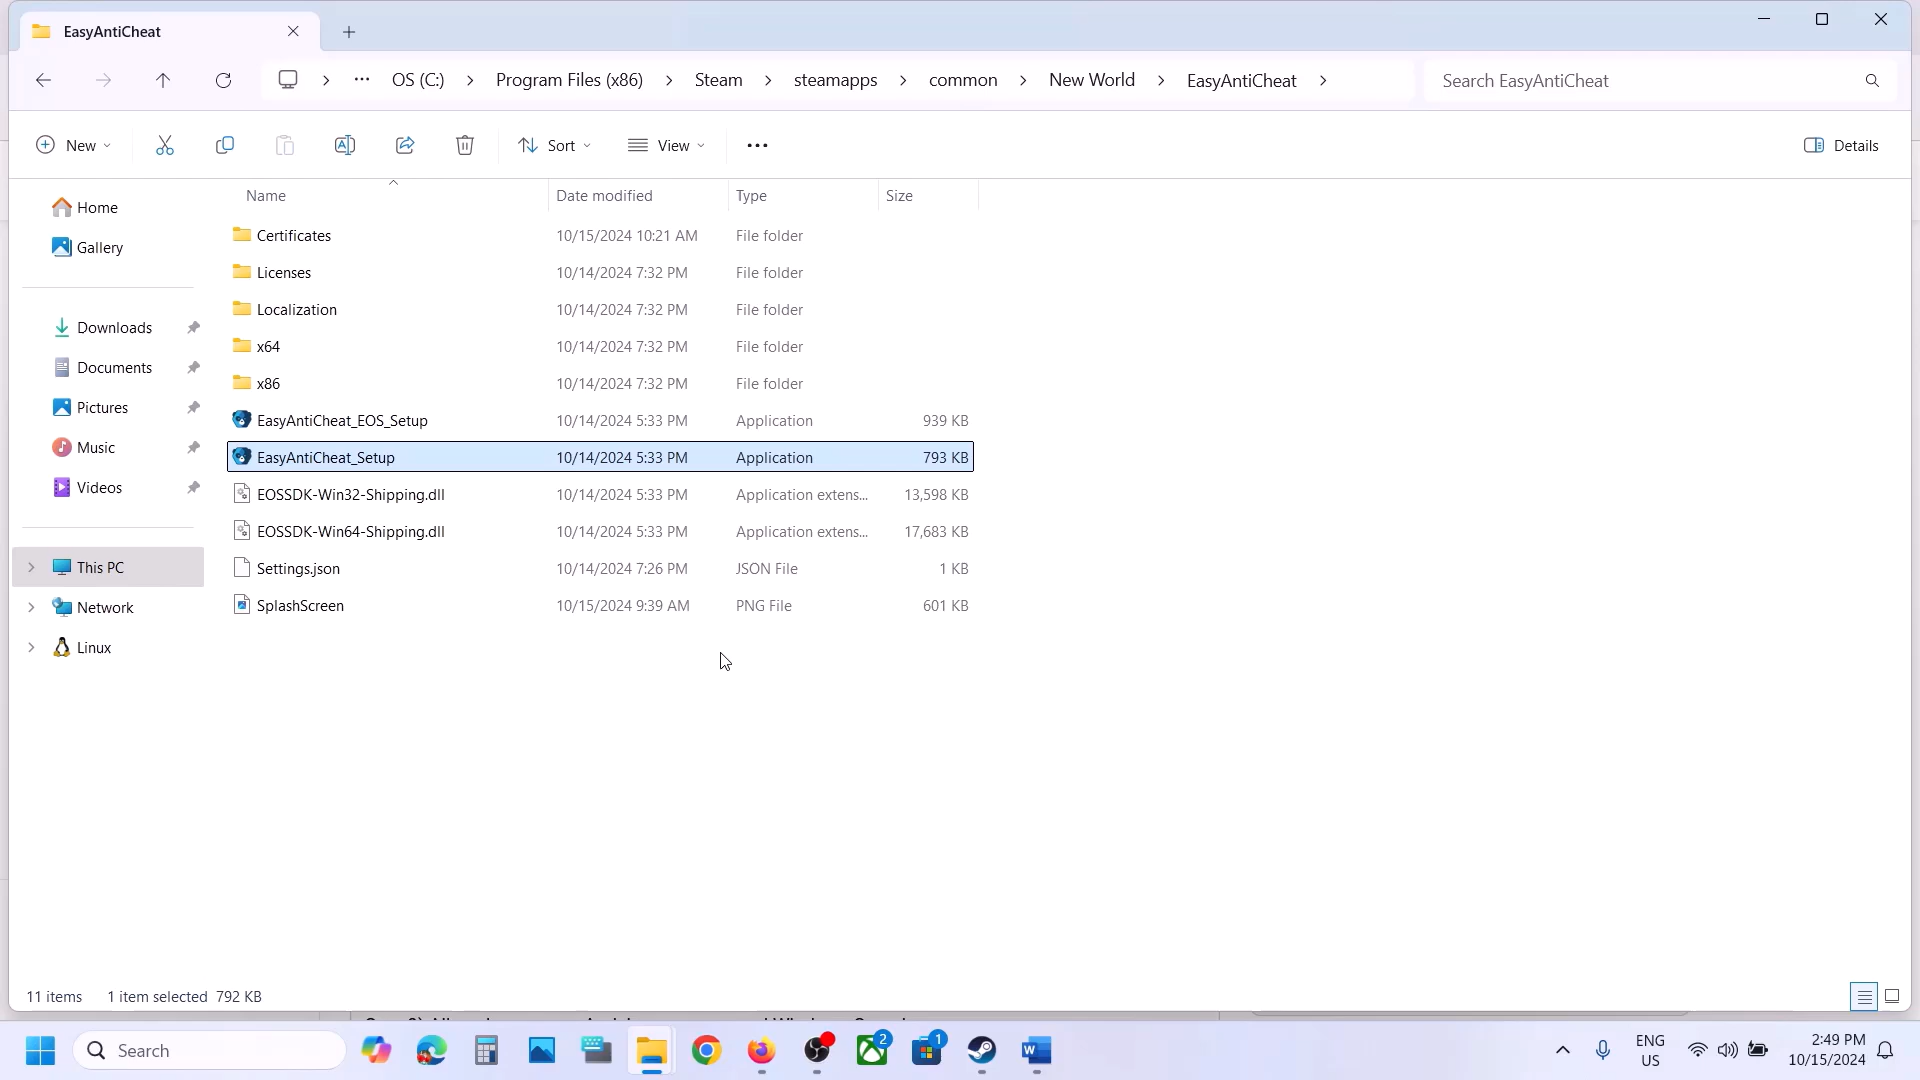 EasyAntiCheat
OS (C:) Program Files (x86) Steam steamapps common New World EasyAntiCheat
Search EasyAntiCheat
New Sort View Details
Name Date modified Type Size
Home
Gallery
Downloads
Documents
Pictures
Music
Videos
This PC
Network
Linux
Certificates 10/15/2024 10:21 AM File folder
Licenses 10/14/2024 7:32 PM File folder
Localization 10/14/2024 7:32 PM File folder
x64 10/14/2024 7:32 PM File folder
x86 10/14/2024 7:32 PM File folder
EasyAntiCheat_EOS_Setup 10/14/2024 5:33 PM Application 939 KB
EasyAntiCheat_Setup 10/14/2024 5:33 PM Application 793 KB
EOSSDK-Win32-Shipping.dll 10/14/2024 5:33 PM Application extens... 13,598 KB
EOSSDK-Win64-Shipping.dll 10/14/2024 5:33 PM Application extens... 17,683 KB
Settings.json 10/14/2024 7:26 PM JSON File 1 KB
SplashScreen 10/15/2024 9:39 AM PNG File 601 KB
11 items 1 item selected 792 KB
Search
2
1
ENG
US
2:49 PM
10/15/2024